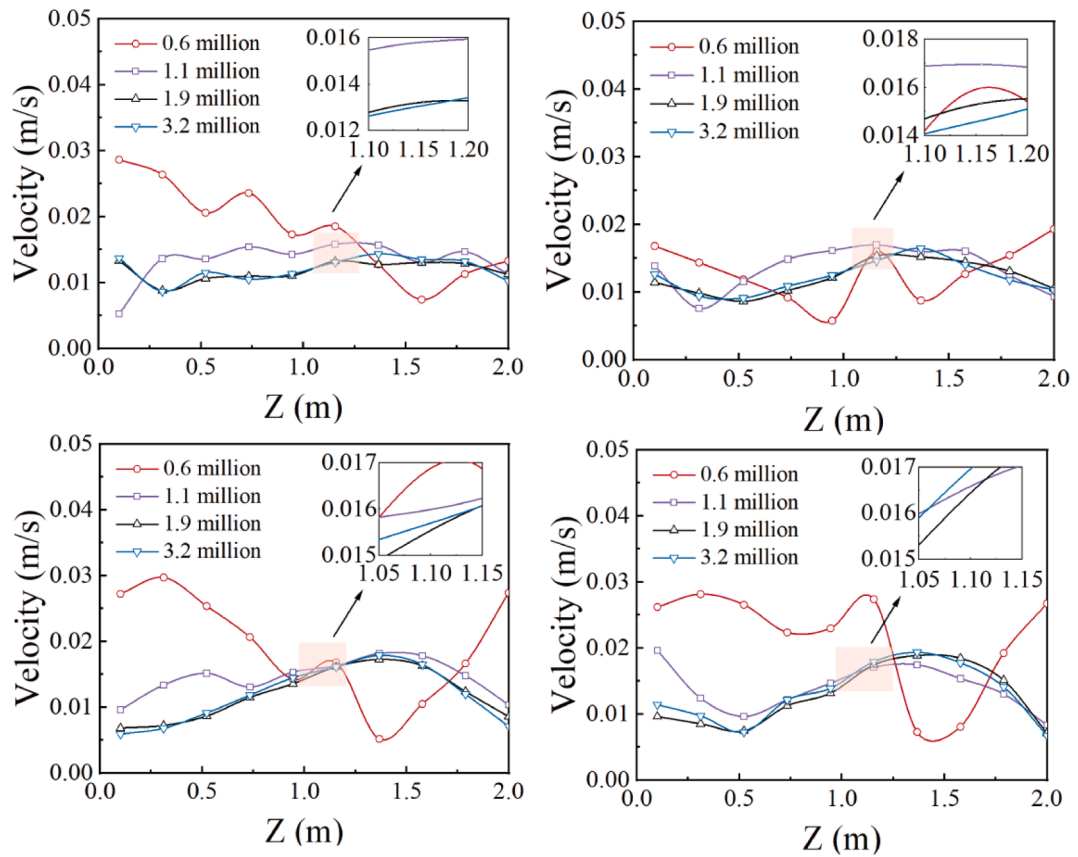 0.05
0.04
0.03
0.02
0.01
0.00
Velocity (m/s)
0.6 million
1.1 million
1.9 million
3.2 million
0.016
0.014
0.012
1.10 1.15 1.20
0.0 0.5 1.0 1.5 2.0
Z (m)
0.05
0.04
0.03
0.02
0.01
0.00
Velocity (m/s)
0.6 million
1.1 million
1.9 million
3.2 million
0.018
0.016
0.014
1.10 1.15 1.20
0.0 0.5 1.0 1.5 2.0
Z (m)
0.05
0.04
0.03
0.02
0.01
0.00
Velocity (m/s)
0.6 million
1.1 million
1.9 million
3.2 million
0.017
0.016
0.015
1.05 1.10 1.15
0.0 0.5 1.0 1.5 2.0
Z (m)
0.05
0.04
0.03
0.02
0.01
0.00
Velocity (m/s)
0.6 million
1.1 million
1.9 million
3.2 million
0.017
0.016
0.015
1.05 1.10 1.15
0.0 0.5 1.0 1.5 2.0
Z (m)